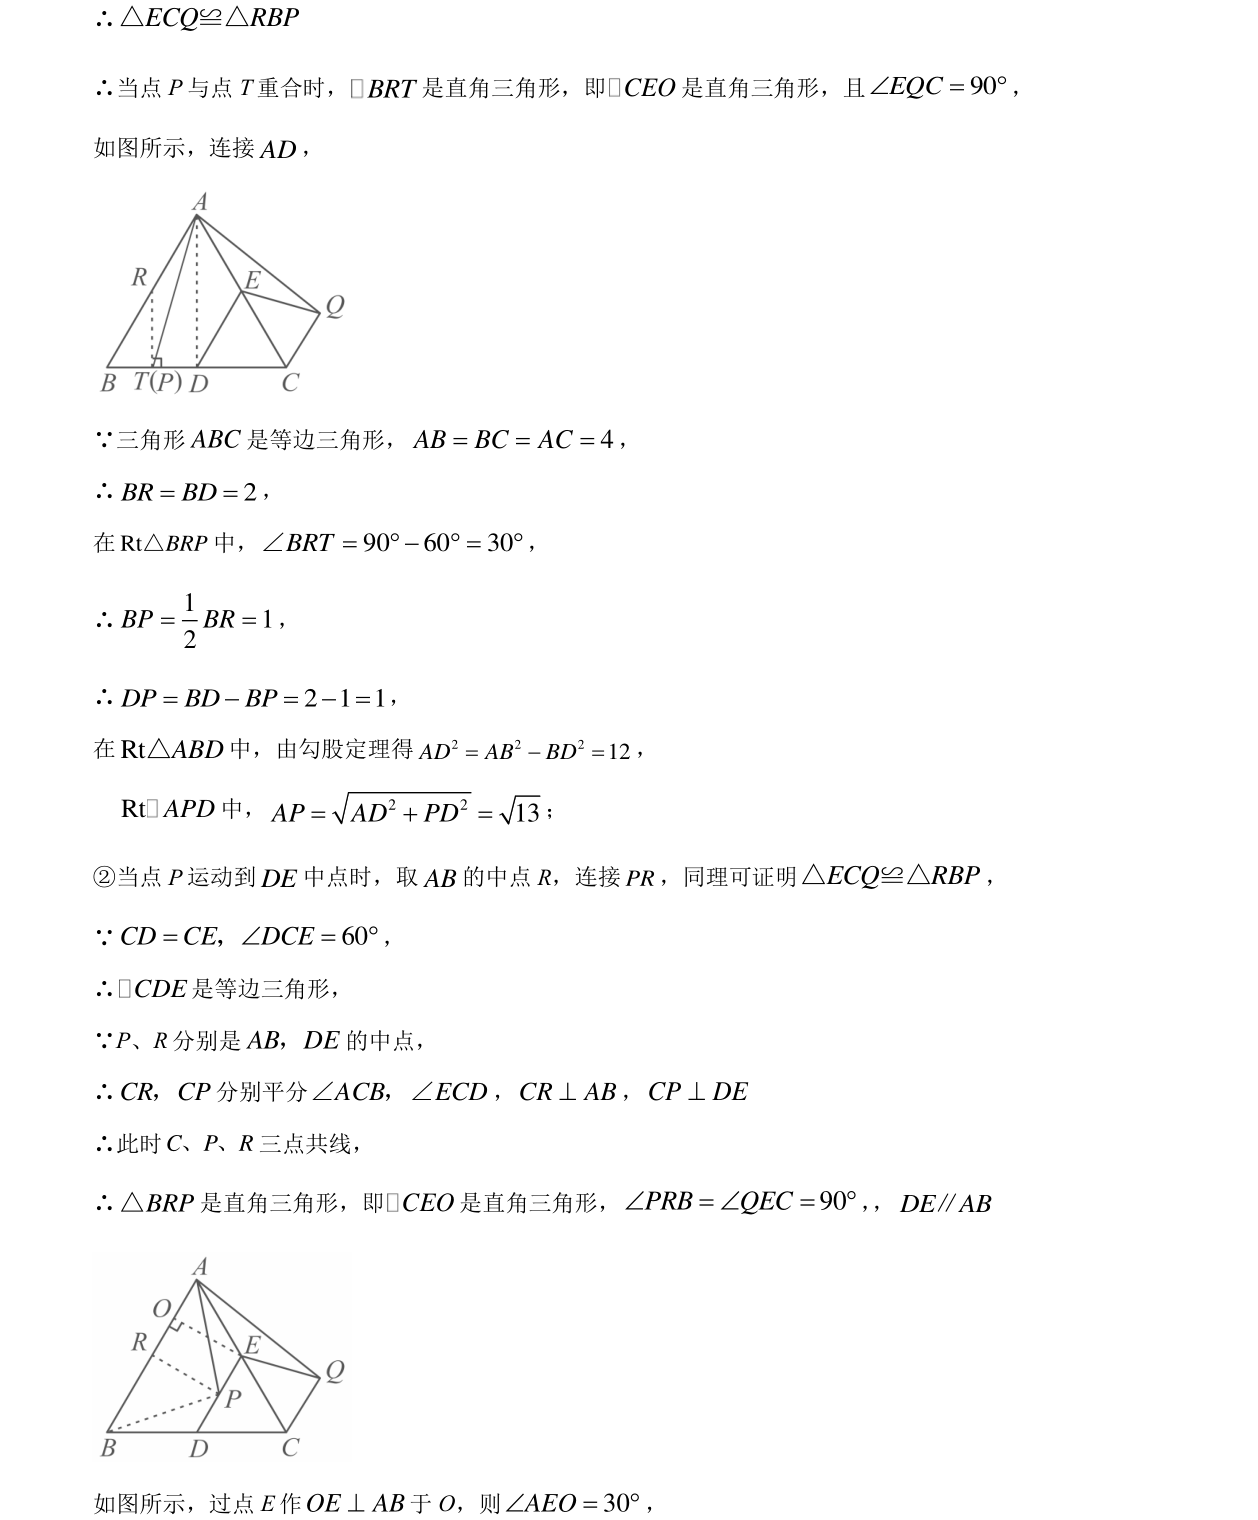 ∴△ECQ≌△RBP
∴当点 P 与点 T 重合时，□BRT 是直角三角形，即□CEO 是直角三角形，且∠EQC = 90°，
如图所示，连接 AD，
A
R
E
Q
B T(P) D C
∵三角形 ABC 是等边三角形， AB = BC = AC = 4，
∴ BR = BD = 2，
在 Rt△BRP 中，∠BRT = 90° − 60° = 30°，
∴ BP = 1/2 BR = 1，
∴ DP = BD − BP = 2 − 1 = 1，
在 Rt△ABD 中，由勾股定理得 AD² = AB² − BD² = 12，
Rt□APD 中， AP = √(AD² + PD²) = √13；
②当点 P 运动到 DE 中点时，取 AB 的中点 R，连接 PR，同理可证明△ECQ≌△RBP，
∵ CD = CE，∠DCE = 60°，
∴□CDE 是等边三角形，
∵P、R 分别是 AB，DE 的中点，
∴ CR，CP 分别平分∠ACB，∠ECD，CR ⊥ AB，CP ⊥ DE
∴此时 C、P、R 三点共线，
∴△BRP 是直角三角形，即□CEO 是直角三角形，∠PRB = ∠QEC = 90°，，DE∥AB
A
O
R
E
Q
P
B D C
如图所示，过点 E 作 OE ⊥ AB 于 O，则∠AEO = 30°，